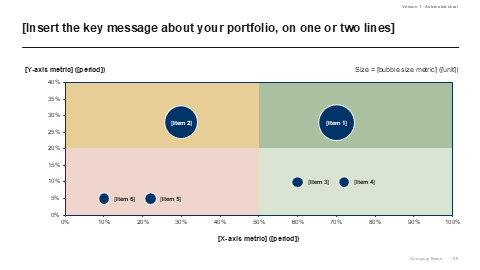 Version 1: Automated chart
[Insert the key message about your portfolio, on one or two lines]
[Y-axis metric] ([period])
Size = [bubble size metric] ([unit])
40%
35%
30%
25%
20%
15%
10%
5%
0%
[Item 2]
[Item 1]
[Item 3]
[Item 4]
[Item 6]
[Item 5]
0%
10%
20%
30%
40%
50%
60%
70%
80%
90%
100%
[X-axis metric] ([period])
Company Name